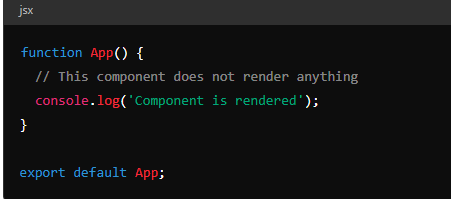 jsx
function App() {
  // This component does not render anything
  console.log('Component is rendered');
}
export default App;